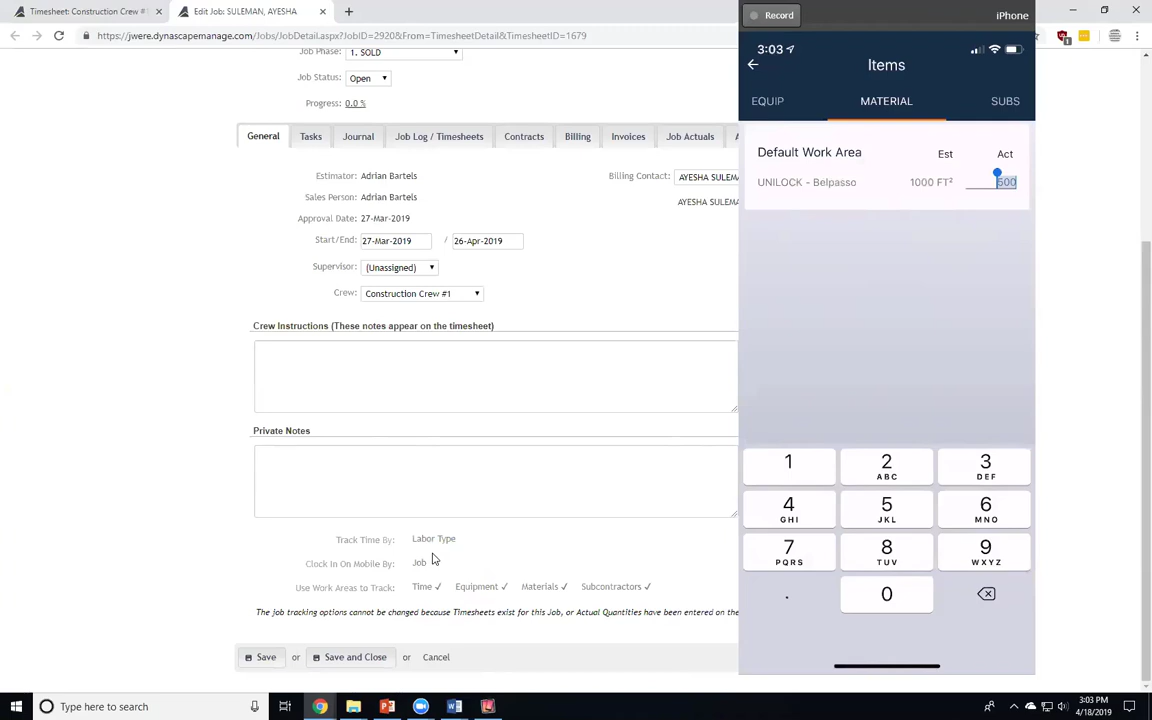 Timesheet: Construction Crew #
Edit Job: SULEMAN, AYESHA
https://jwere.dynascapemanage.com/Jobs/JobDetail.aspx?JobID=2920&From=TimesheetDetail&TimesheetID=1679
Job Phase: 1. SOLD
Job Status: Open
Progress: 0.0 %
General Tasks Journal Job Log / Timesheets Contracts Billing Invoices Job Actuals
Estimator: Adrian Bartels
Billing Contact: AYESHA SULEM
Sales Person: Adrian Bartels
AYESHA SULEMA
Approval Date: 27-Mar-2019
Start/End: 27-Mar-2019 / 26-Apr-2019
Supervisor: (Unassigned)
Crew: Construction Crew #1
Crew Instructions (These notes appear on the timesheet)
Private Notes
Track Time By: Labor Type
Clock In On Mobile By: Job
Use Work Areas to Track: Time ✓ Equipment ✓ Materials ✓ Subcontractors ✓
The job tracking options cannot be changed because Timesheets exist for this Job, or Actual Quantities have been entered on the
Save or Save and Close or Cancel
Record iPhone
3:03
Items
EQUIP MATERIAL SUBS
Default Work Area Est Act
UNILOCK - Belpasso 1000 FT² 500
1 2 ABC 3 DEF
4 GHI 5 JKL 6 MNO
7 PQRS 8 TUV 9 WXYZ
. 0
Type here to search
3:03 PM
4/18/2019